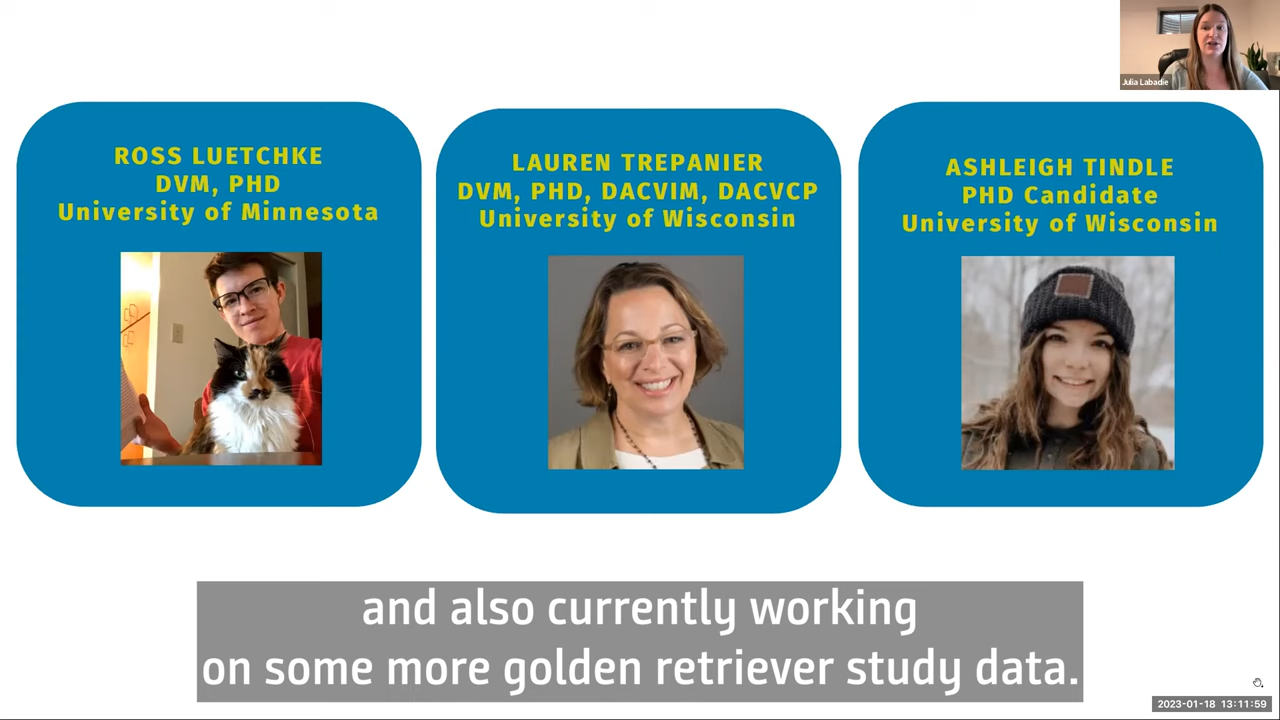 Julia Labadie
ROSS LUETCHKE
DVM, PHD
University of Minnesota
LAUREN TREPANIER
DVM, PHD, DACVIM, DACVCP
University of Wisconsin
ASHLEIGH TINDLE
PHD Candidate
University of Wisconsin
and also currently working
on some more golden retriever study data.
2023-01-18 13:11:59